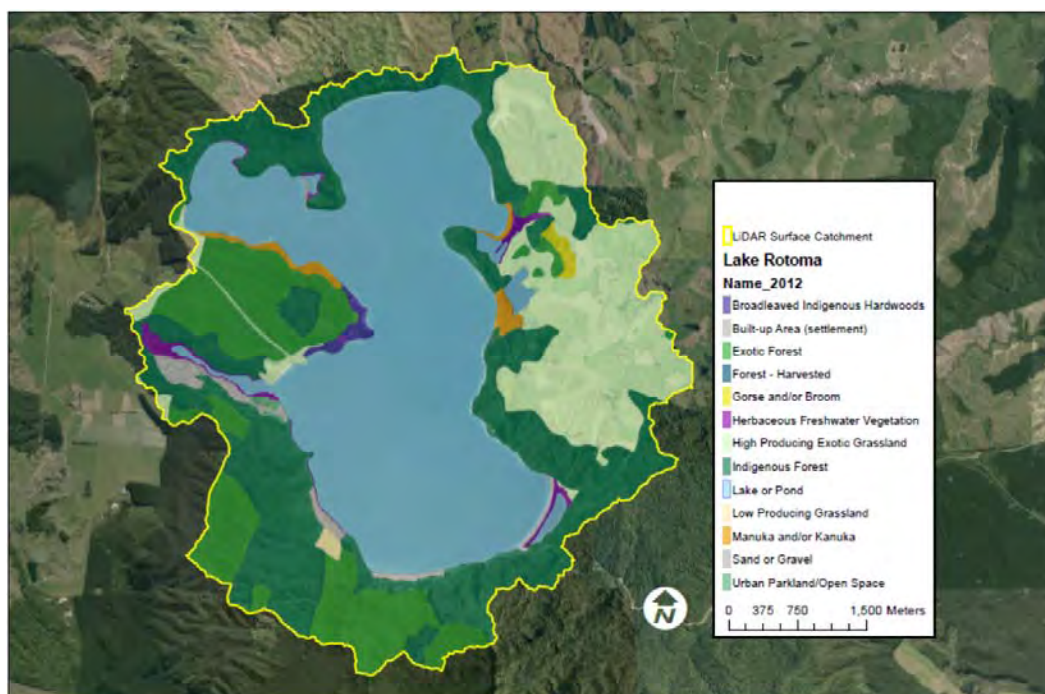 LiDAR Surface Catchment
Lake Rotoma
Name_2012
Broadleaved Indigenous Hardwoods
Built-up Area (settlement)
Exotic Forest
Forest - Harvested
Gorse and/or Broom
Herbaceous Freshwater Vegetation
High Producing Exotic Grassland
Indigenous Forest
Lake or Pond
Low Producing Grassland
Manuka and/or Kanuka
Sand or Gravel
Urban Parkland/Open Space
0 375 750 1,500 Meters
N